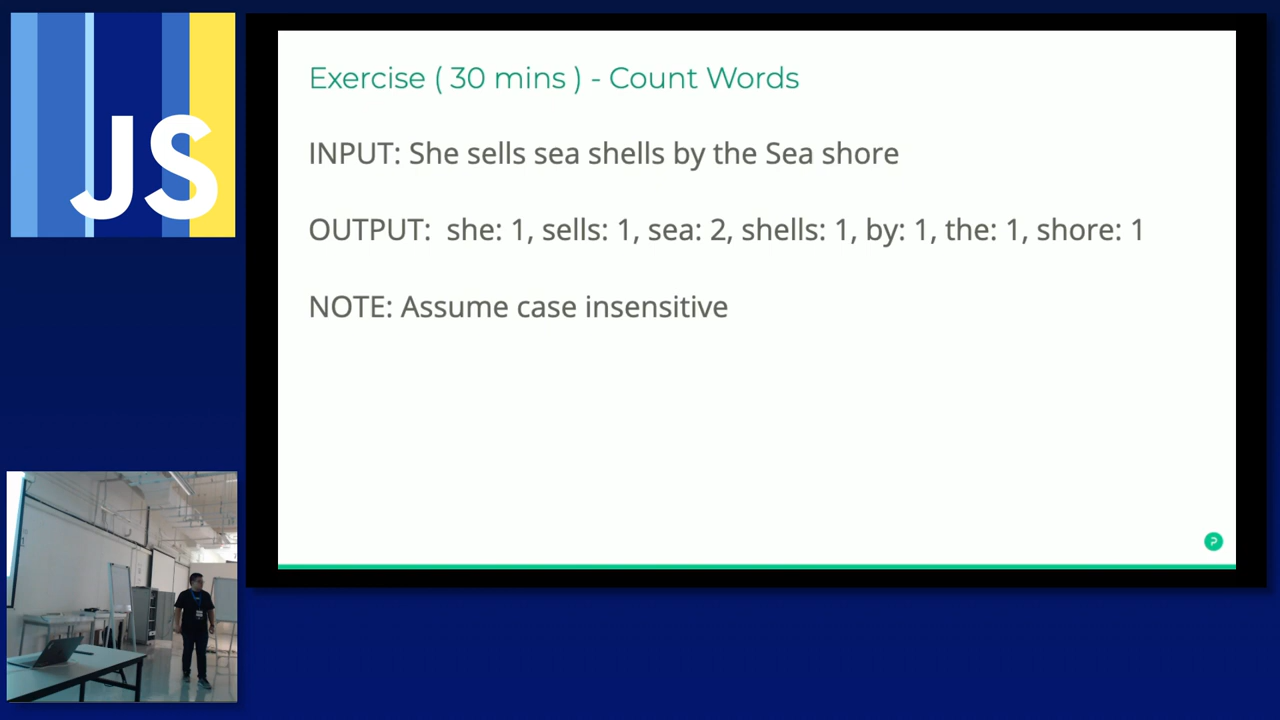 JS
Exercise ( 30 mins ) - Count Words
INPUT: She sells sea shells by the Sea shore
OUTPUT: she: 1, sells: 1, sea: 2, shells: 1, by: 1, the: 1, shore: 1
NOTE: Assume case insensitive